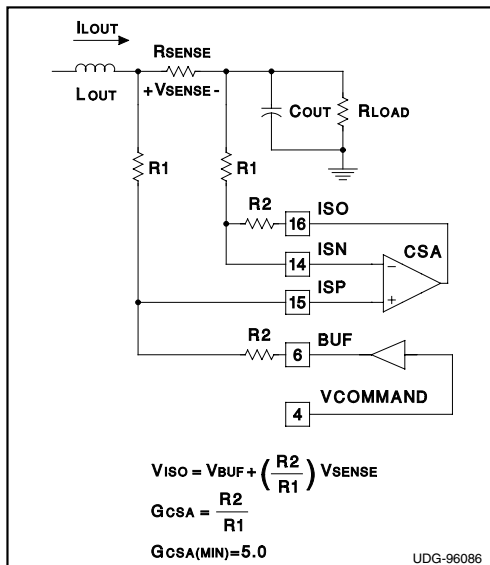 ILOUT
RSENSE
LOUT
+VSENSE-
COUT
RLOAD
R1
R1
R2
16
ISO
14
ISN
CSA
−
15
ISP
+
R2
6
BUF
VCOMMAND
4
VISO = VBUF + (R2/R1) VSENSE
GCSA = R2/R1
GCSA(MIN)=5.0
UDG-96086